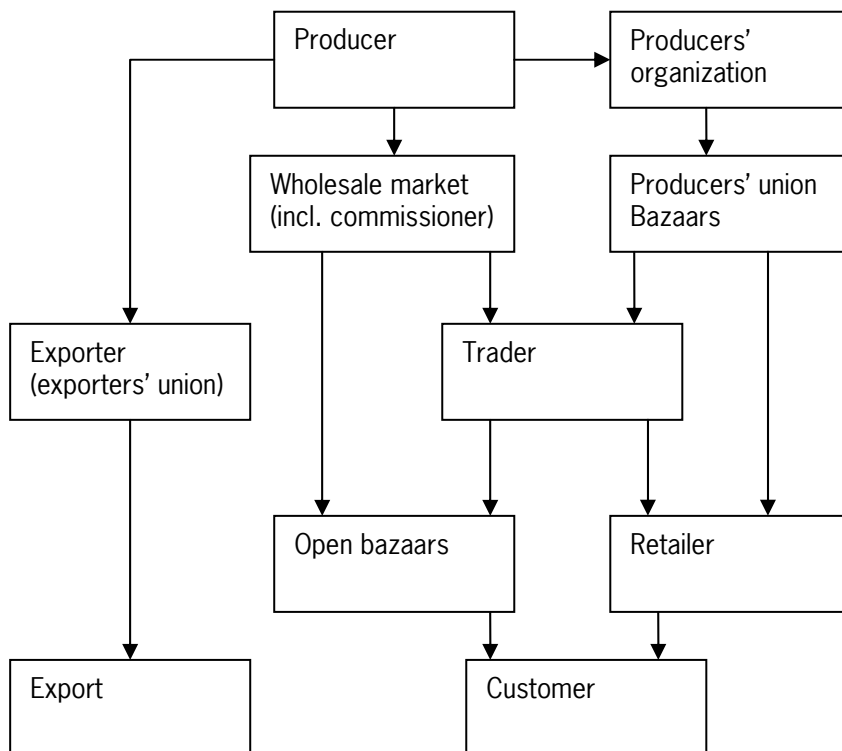 Producer
Producers’
organization
Wholesale market
(incl. commissioner)
Producers’ union
Bazaars
Exporter
(exporters’ union)
Trader
Open bazaars
Retailer
Export
Customer